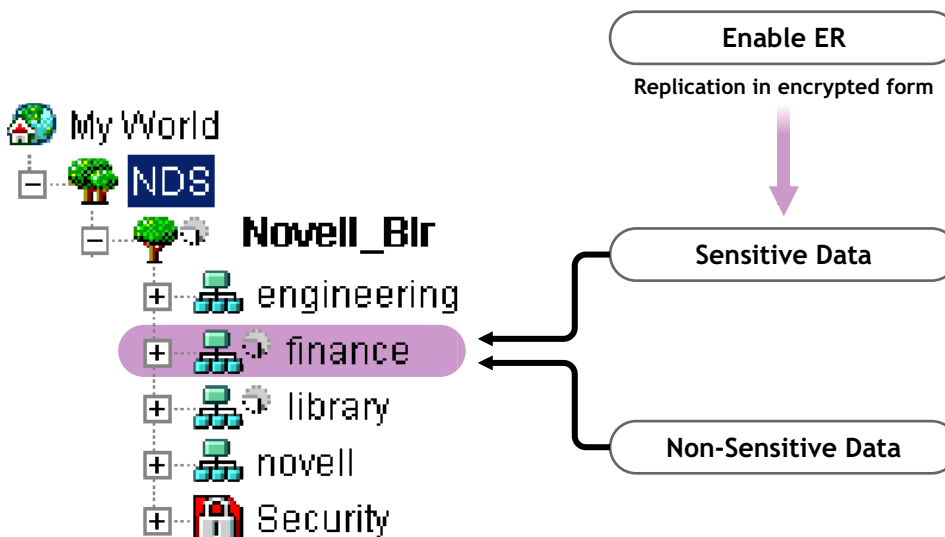 Enable ER
Replication in encrypted form
My World
NDS
Novell_Blr
Sensitive Data
engineering
finance
library
Non-Sensitive Data
novell
Security